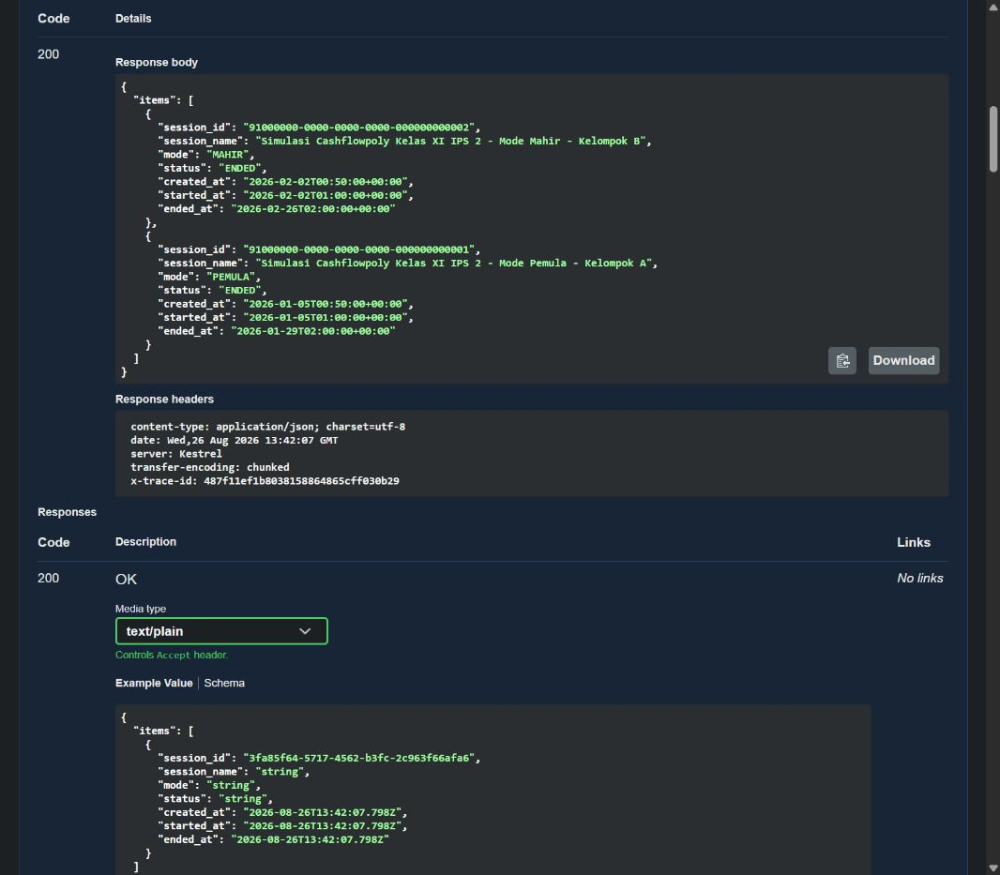 Code Details
200
Response body
{
  "items": [
    {
      "session_id": "91000000-0000-0000-0000-000000000002",
      "session_name": "Simulasi Cashflowpoly Kelas XI IPS 2 - Mode Mahir - Kelompok B",
      "mode": "MAHIR",
      "status": "ENDED",
      "created_at": "2026-02-02T00:50:00+00:00",
      "started_at": "2026-02-02T01:00:00+00:00",
      "ended_at": "2026-02-26T02:00:00+00:00"
    },
    {
      "session_id": "91000000-0000-0000-0000-000000000001",
      "session_name": "Simulasi Cashflowpoly Kelas XI IPS 2 - Mode Pemula - Kelompok A",
      "mode": "PEMULA",
      "status": "ENDED",
      "created_at": "2026-01-05T00:50:00+00:00",
      "started_at": "2026-01-05T01:00:00+00:00",
      "ended_at": "2026-01-29T02:00:00+00:00"
    }
  ]
}
Download
Response headers
content-type: application/json; charset=utf-8
date: Wed,26 Aug 2026 13:42:07 GMT
server: Kestrel
transfer-encoding: chunked
x-trace-id: 487f11ef1b8038158864865cff030b29
Responses
Code Description Links
200 OK No links
Media type
text/plain
Controls Accept header.
Example Value | Schema
{
  "items": [
    {
      "session_id": "3fa85f64-5717-4562-b3fc-2c963f66afa6",
      "session_name": "string",
      "mode": "string",
      "status": "string",
      "created_at": "2026-08-26T13:42:07.798Z",
      "started_at": "2026-08-26T13:42:07.798Z",
      "ended_at": "2026-08-26T13:42:07.798Z"
    }
  ]